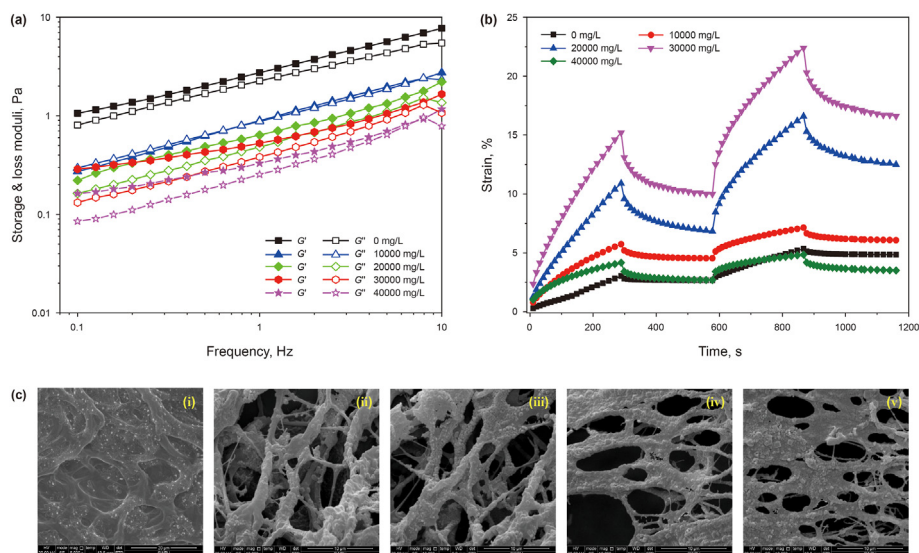 (a)
10
1
0.1
0.01
0.1
1
10
Storage & loss moduli, Pa
Frequency, Hz
G' G'' 0 mg/L
G' G'' 10000 mg/L
G' G'' 20000 mg/L
G' G'' 30000 mg/L
G' G'' 40000 mg/L
(b)
25
20
15
10
5
0
0
200
400
600
800
1000
1200
Strain, %
Time, s
0 mg/L
10000 mg/L
20000 mg/L
30000 mg/L
40000 mg/L
(c)
(i)
(ii)
(iii)
(iv)
(v)